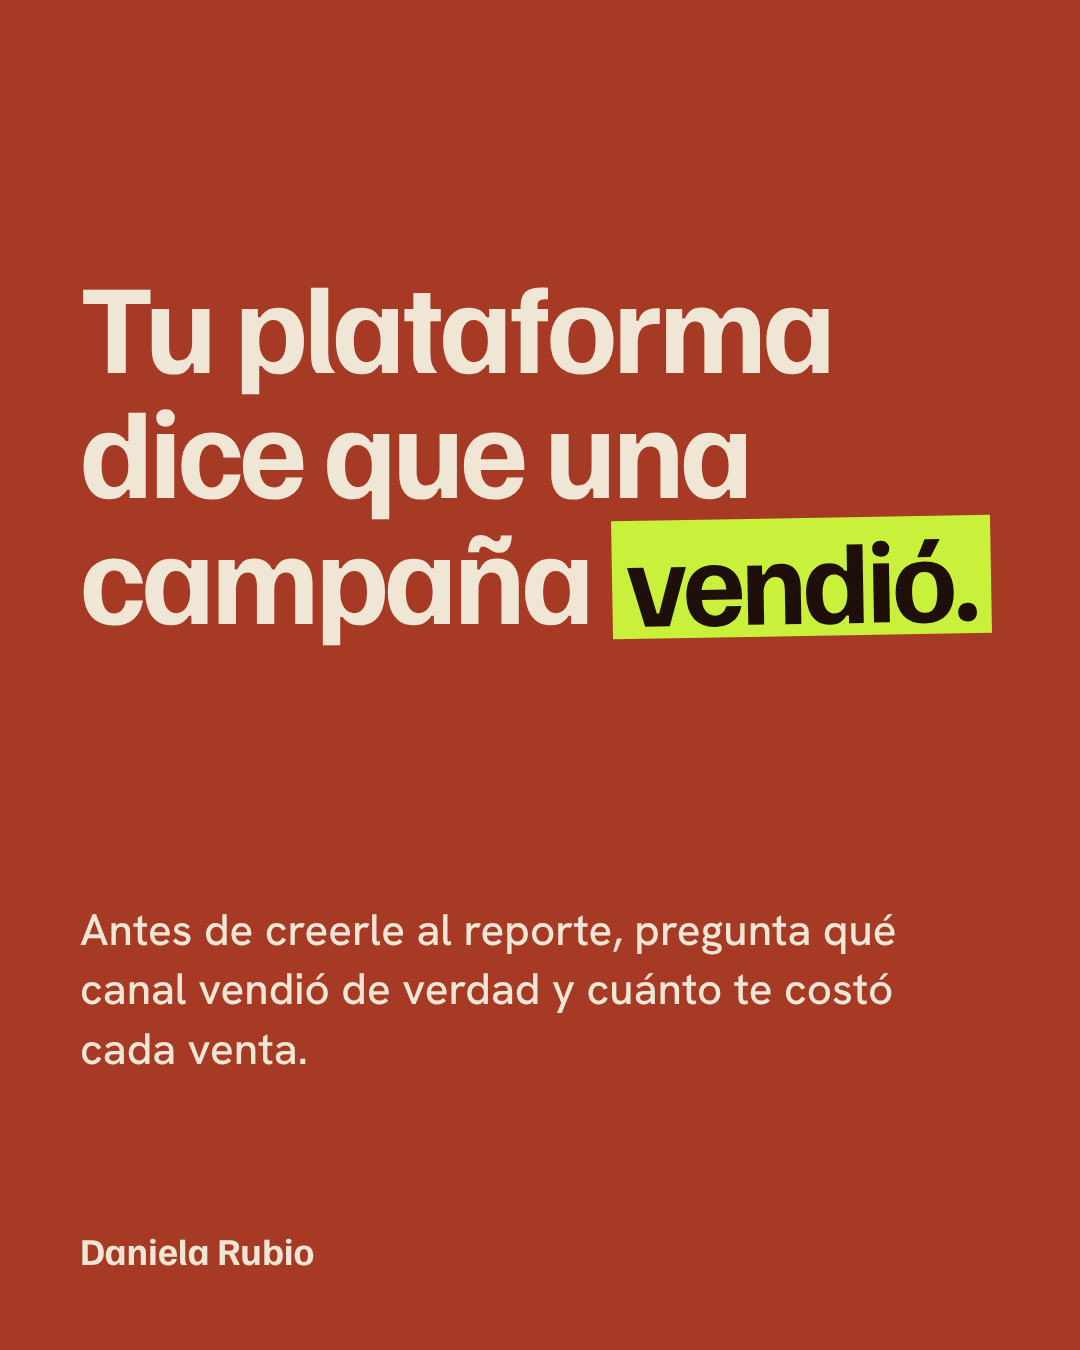 Tu plataforma
dice que una
campaña vendió.
Antes de creerle al reporte, pregunta qué
canal vendió de verdad y cuánto te costó
cada venta.
Daniela Rubio